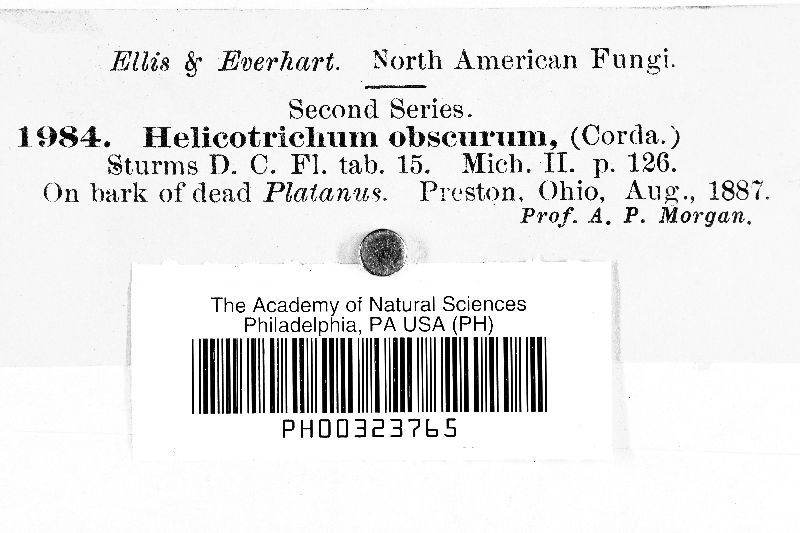 Ellis & Everhart. North American Fungi.
Second Series.
1984. Helicotrichum obscurum, (Corda.)
Sturms D. C. Fl. tab. 15. Mich. II. p. 126.
On bark of dead Platanus. Preston, Ohio, Aug., 1887.
Prof. A. P. Morgan.
The Academy of Natural Sciences
Philadelphia, PA USA (PH)
PH00323765